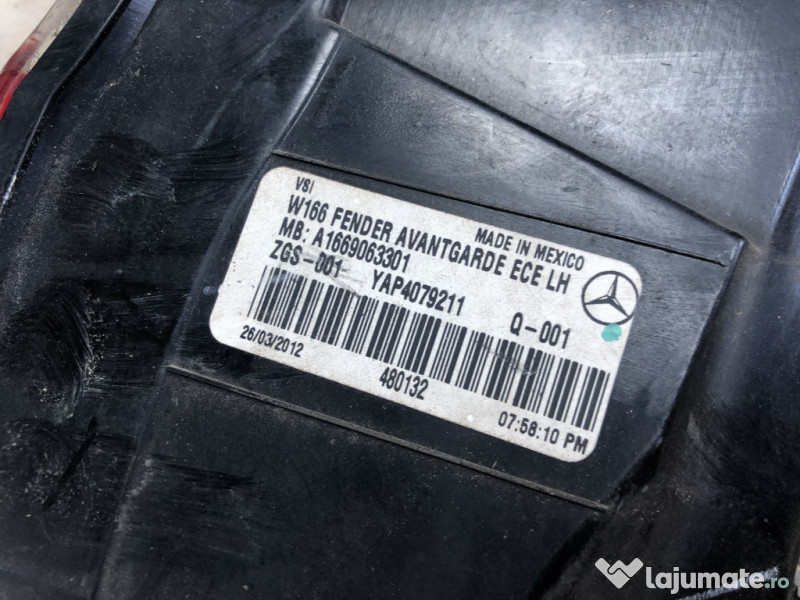 VSI
MADE IN MEXICO
W166 FENDER AVANTGARDE ECE LH
MB: A1669063301
ZGS-001 YAP4079211 Q-001
26/03/2012 480132 07:58:10 PM
lajumate.ro